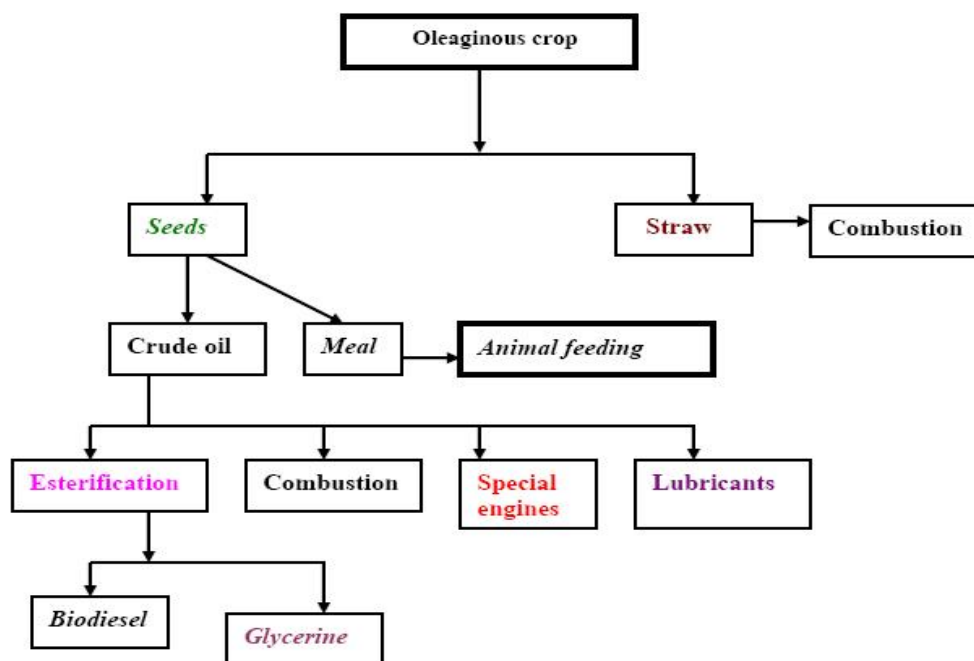 Oleaginous crop
Seeds
Straw
Combustion
Crude oil
Meal
Animal feeding
Esterification
Combustion
Special
engines
Lubricants
Biodiesel
Glycerine